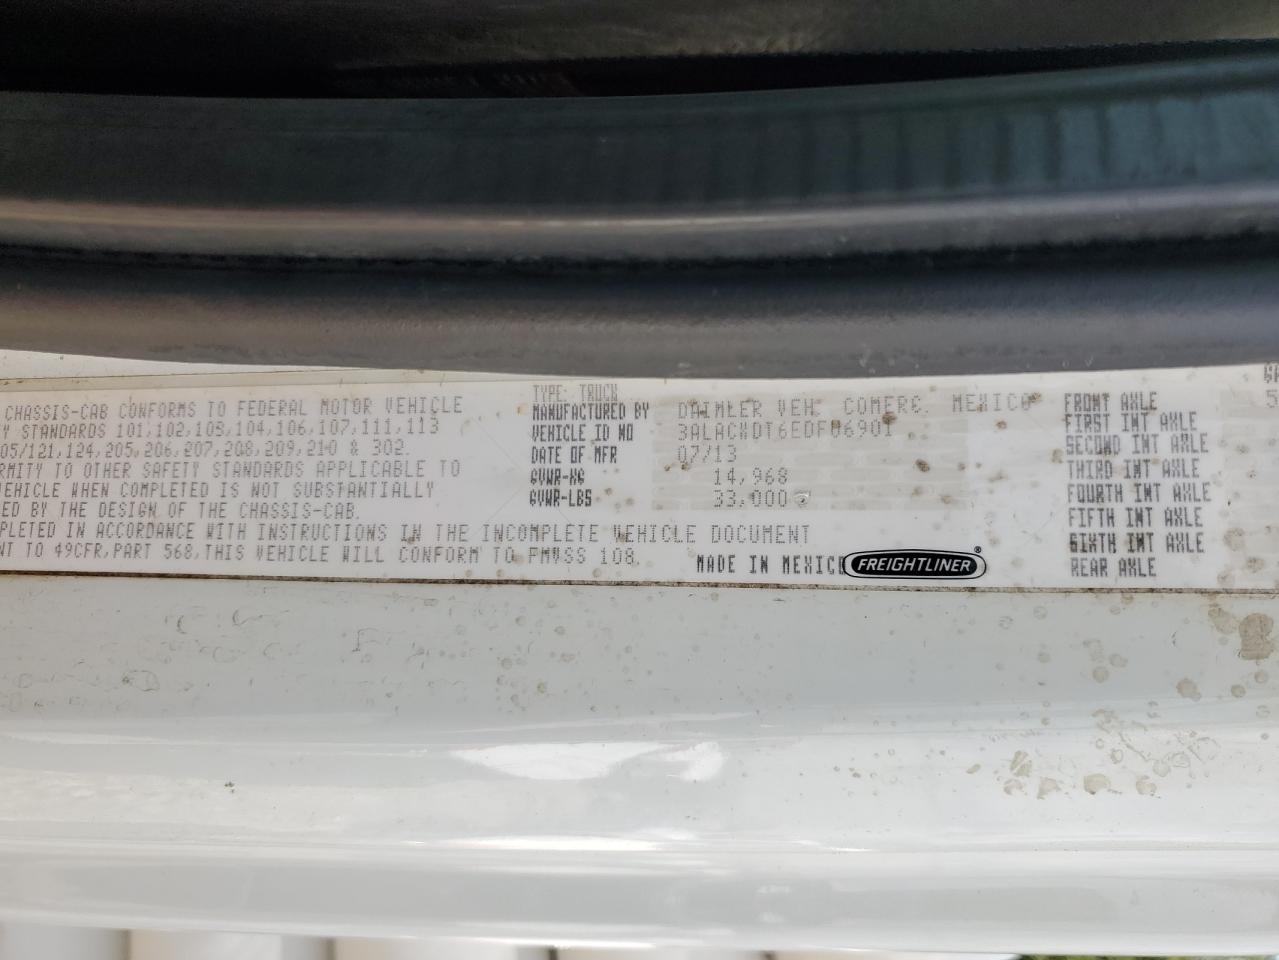 CHASSIS-CAB CONFORMS TO FEDERAL MOTOR VEHICLE
Y STANDARDS 101,102,103,104,106,107,111,113
05/121,124,205,206,207,208,209,210 & 302.
RMITY TO OTHER SAFETY STANDARDS APPLICABLE TO
VEHICLE WHEN COMPLETED IS NOT SUBSTANTIALLY
ED BY THE DESIGN OF THE CHASSIS-CAB.
PLETED IN ACCORDANCE WITH INSTRUCTIONS IN THE INCOMPLETE VEHICLE DOCUMENT
NT TO 49CFR,PART 568,THIS VEHICLE WILL CONFORM TO FMVSS 108.
TYPE: TRUCK
MANUFACTURED BY DAIMLER VEH. COMERC. MEXICO
VEHICLE ID NO 3ALACXDT6EDFU6901
DATE OF MFR 07/13
GVWR-KG 14,968
GVWR-LBS 33,000
MADE IN MEXICO FREIGHTLINER®
FRONT AXLE 5
FIRST INT AXLE
SECOND INT AXLE
THIRD INT AXLE
FOURTH INT AXLE
FIFTH INT AXLE
SIXTH INT AXLE
REAR AXLE